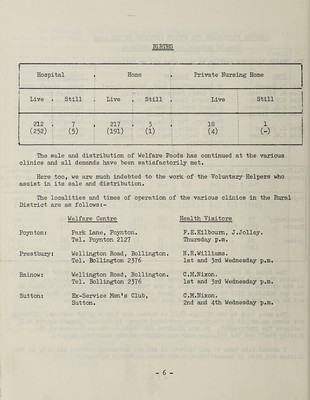 BIRTHS
Hospital Home Private Nursing Home
Live Still Live Still Live Still
212 7 217 3 18 1
(252) (5) (191) (1) (4) (-)
The sale and distribution of Welfare Foods has continued at the various
clinics and all demands have been satisfactorily met.
Here too, we are much indebted to the work of the Voluntary Helpers who
assist in its sale and distribution.
The localities and times of operation of the various clinics in the Rural
District are as follows:-
Welfare Centre Health Visitors
Poynton: Park Lane, Poynton. F.E.Kilbourn, J.Jolley.
Tel. Poynton 2127 Thursday p.m.
Prestbury: Wellington Road, Bollington. N.R.Williams.
Tel. Bollington 2376 1st and 3rd Wednesday p.m.
Rainow: Wellington Road, Bollington. C.M.Nixon.
Tel. Bollington 2376 1st and 3rd Wednesday p.m.
Sutton: Ex-Service Men's Club, C.M.Nixon.
Sutton. 2nd and 4th Wednesday p.m.
- 6 -